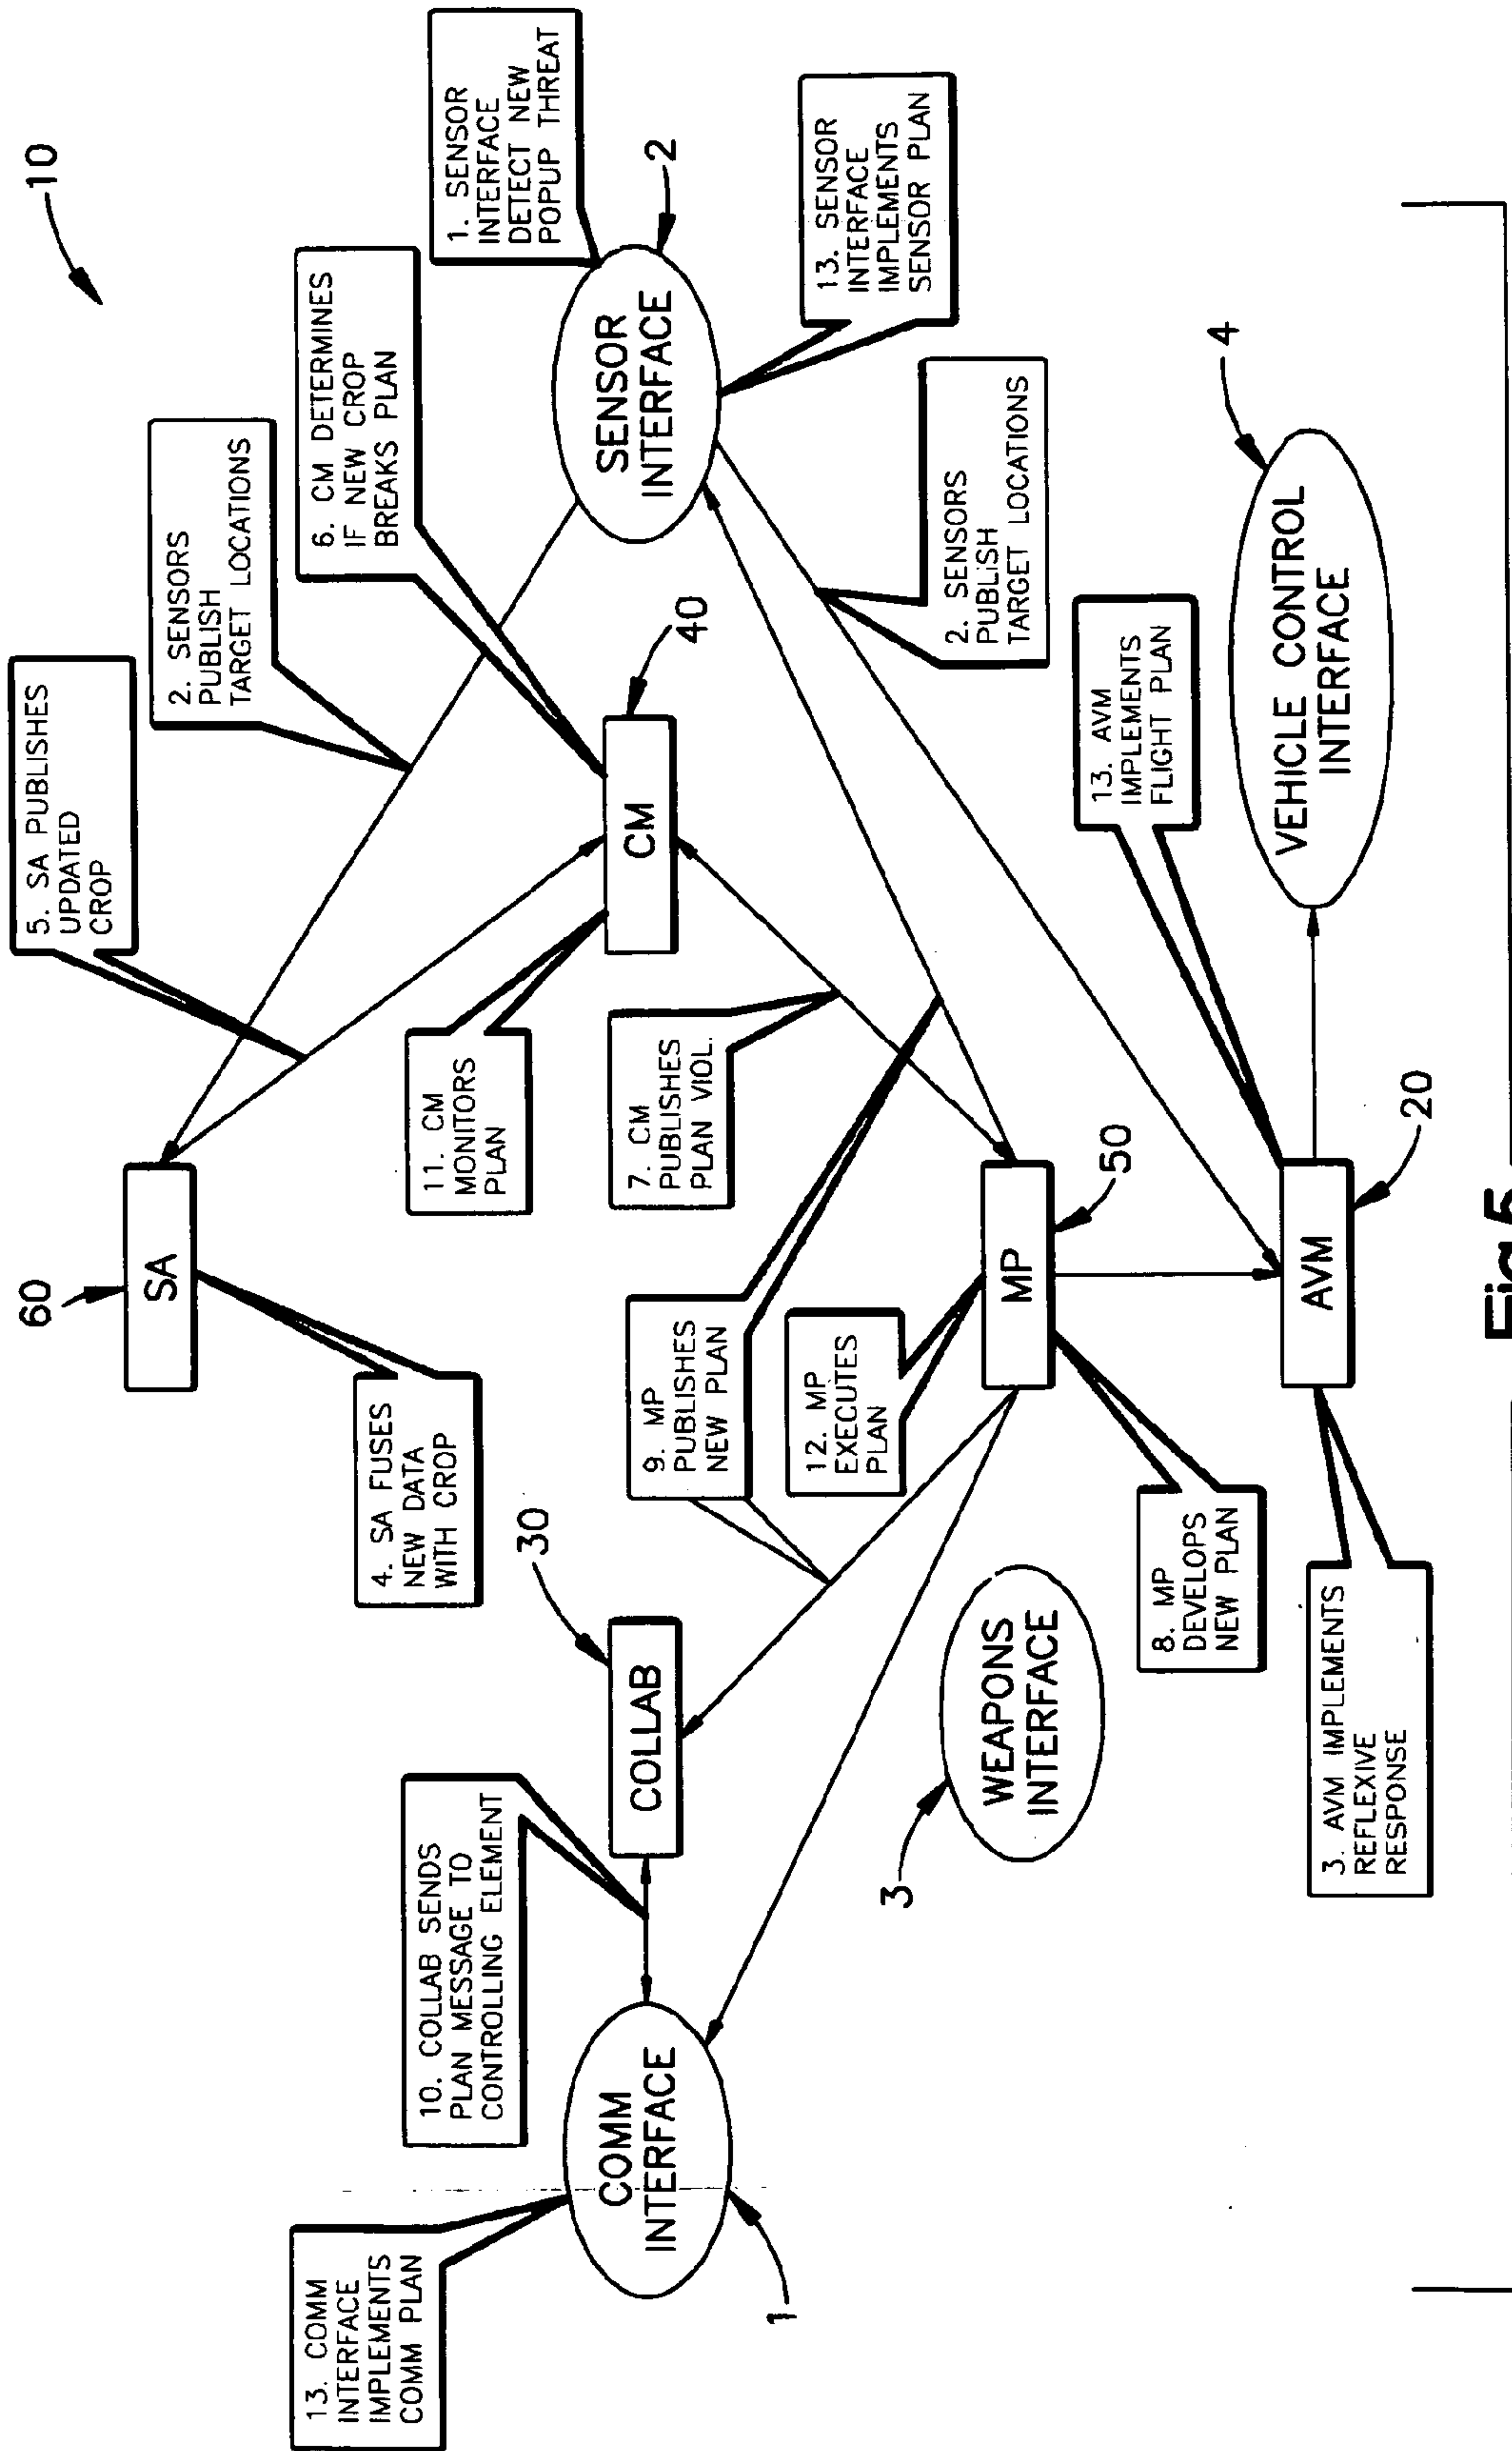 10
60
5. SA PUBLISHES
UPDATED
CROP
2. SENSORS
PUBLISH
TARGET LOCATIONS
SA
4. SA FUSES
NEW DATA
WITH CROP
6. CM DETERMINES
IF NEW CROP
BREAKS PLAN
1. SENSOR
INTERFACE
DETECT NEW
POPUP THREAT
13. COMM
INTERFACE
IMPLEMENTS
COMM PLAN
10. COLLAB SENDS
PLAN MESSAGE TO
CONTROLLING ELEMENT
30
11. CM
MONITORS
PLAN
40
2
COMM
INTERFACE
1
COLLAB
CM
SENSOR
INTERFACE
7. CM
PUBLISHES
PLAN VIOL.
9. MP
PUBLISHES
NEW PLAN
12. MP
EXECUTES
PLAN
13. SENSOR
INTERFACE
IMPLEMENTS
SENSOR PLAN
2. SENSORS
PUBLISH
TARGET LOCATIONS
3
WEAPONS
INTERFACE
MP
50
8. MP
DEVELOPS
NEW PLAN
13. AVM
IMPLEMENTS
FLIGHT PLAN
4
3. AVM IMPLEMENTS
REFLEXIVE
RESPONSE
AVM
20
VEHICLE CONTROL
INTERFACE
Fig.5